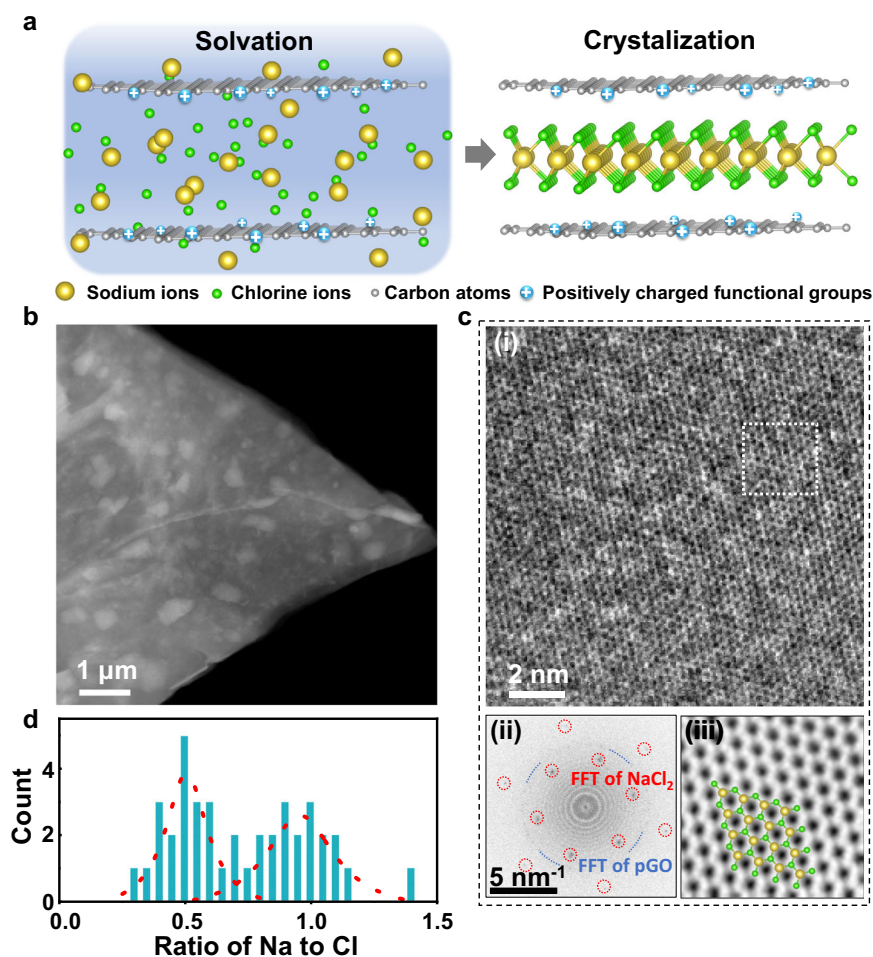 a
Solvation
Crystalization
Sodium ions
Chlorine ions
Carbon atoms
Positively charged functional groups
b
1 μm
c
(i)
2 nm
(ii)
FFT of NaCl₂
FFT of pGO
5 nm⁻¹
(iii)
d
Count
4
2
0
0.0
0.5
1.0
1.5
Ratio of Na to Cl